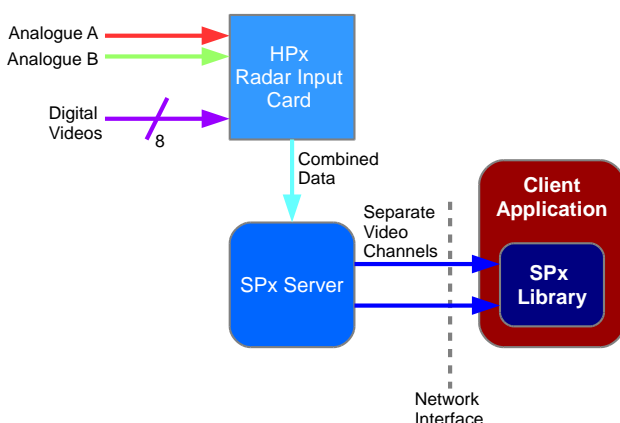 Analogue A
Analogue B
Digital
Videos
8
HPx
Radar Input
Card
Combined
Data
SPx Server
Separate
Video
Channels
Client
Application
SPx
Library
Network
Interface